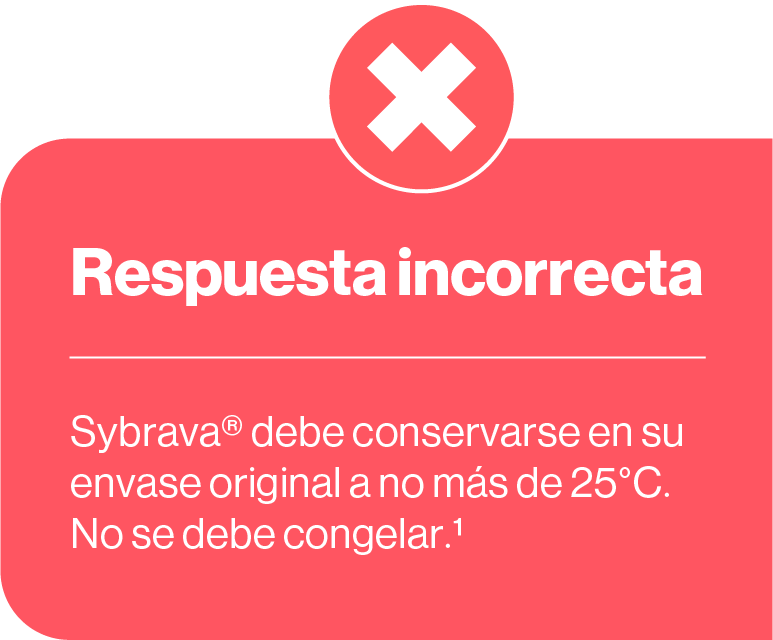 Respuesta incorrecta
Sybrava® debe conservarse en su
envase original a no más de 25°C.
No se debe congelar.¹